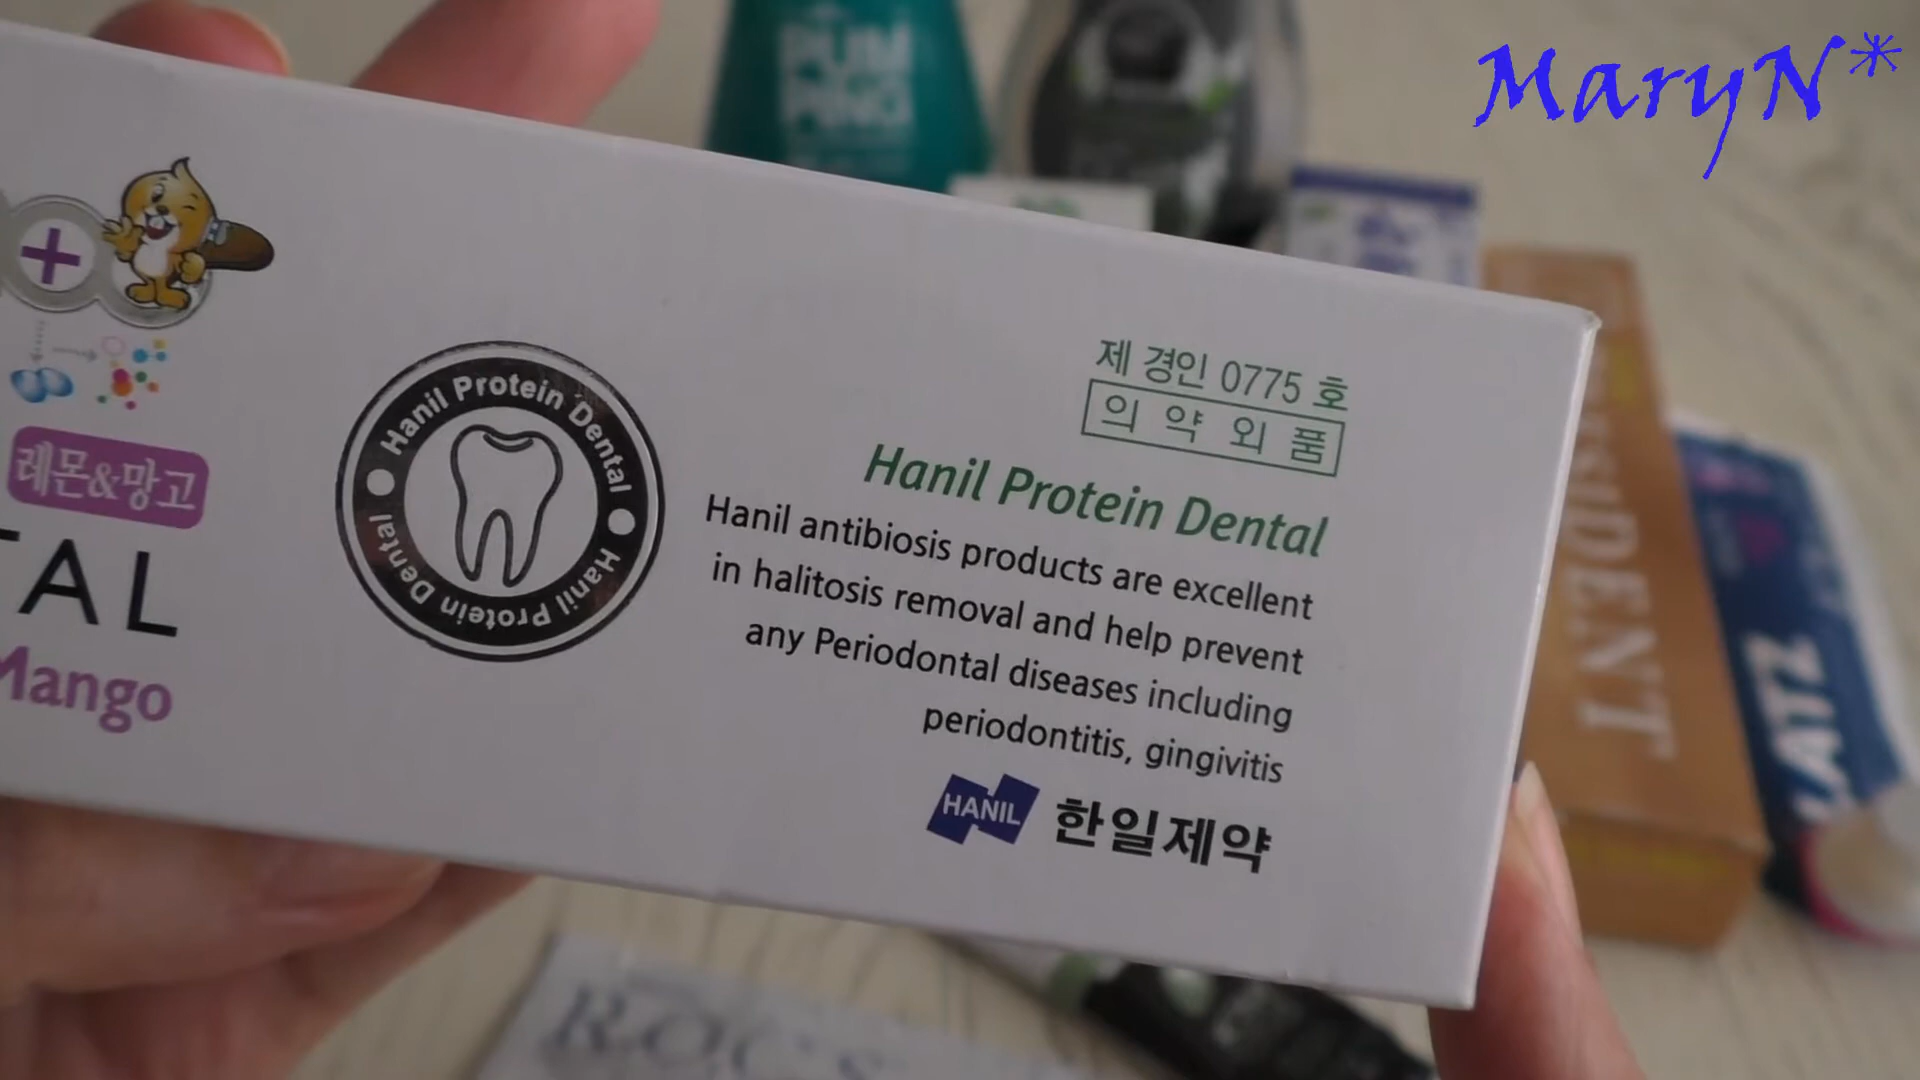 MaryN*
PUM
PING
레몬&망고
TAL
Mango
Hanil Protein Dental
Hanil Protein Dental
제 경인 0775 호
의약외품
Hanil Protein Dental
Hanil antibiosis products are excellent
in halitosis removal and help prevent
any Periodontal diseases including
periodontitis, gingivitis
HANIL 한일제약
R.O.C.S